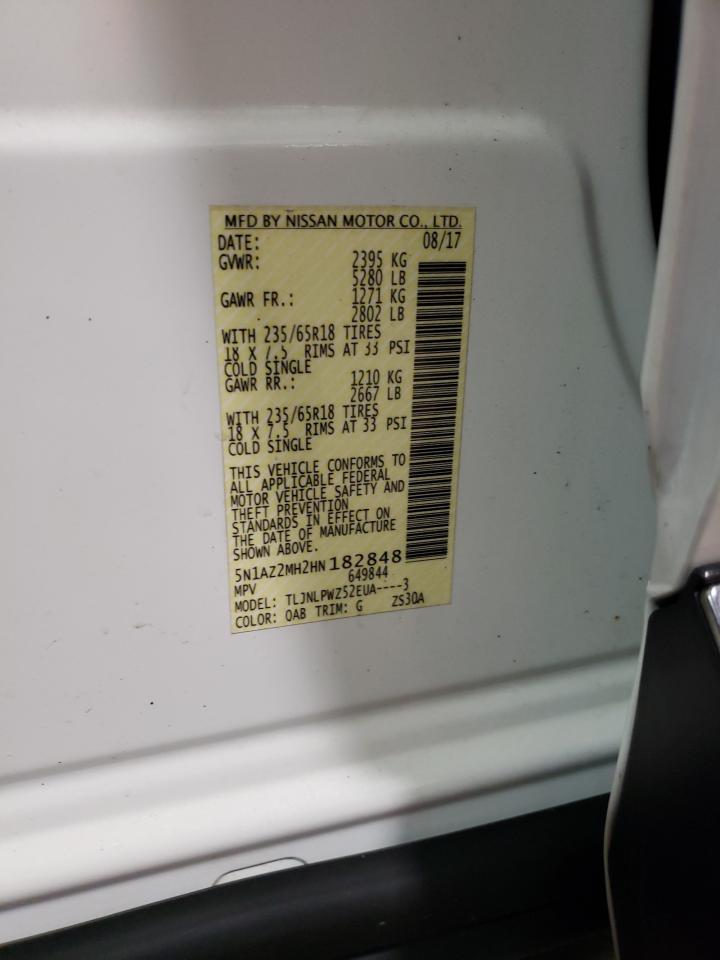 MFD BY NISSAN MOTOR CO., LTD.
DATE: 08/17
GVWR: 2395 KG
5280 LB
GAWR FR.: 1271 KG
2802 LB
WITH 235/65R18 TIRES
18 X 7.5 RIMS AT 33 PSI
COLD SINGLE
GAWR RR.: 1210 KG
2667 LB
WITH 235/65R18 TIRES
18 X 7.5 RIMS AT 33 PSI
COLD SINGLE
THIS VEHICLE CONFORMS TO
ALL APPLICABLE FEDERAL
MOTOR VEHICLE SAFETY AND
THEFT PREVENTION
STANDARDS IN EFFECT ON
THE DATE OF MANUFACTURE
SHOWN ABOVE.
5N1AZ2MH2HN182848
MPV 649844
MODEL: TLJNLPWZ52EUA----3
COLOR: QAB TRIM: G ZS30A